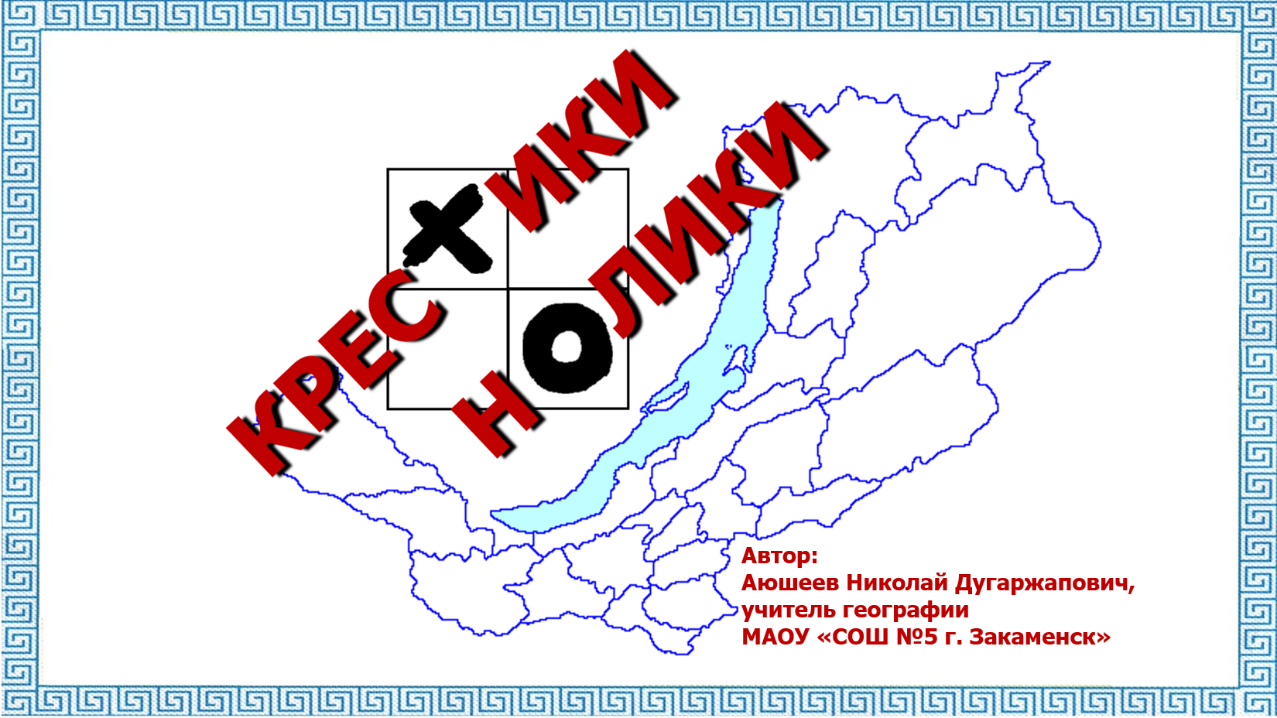 КРЕСТИКИ
НОЛИКИ
Автор:
Аюшеев Николай Дугаржапович,
учитель географии
МАОУ «СОШ №5 г. Закаменск»